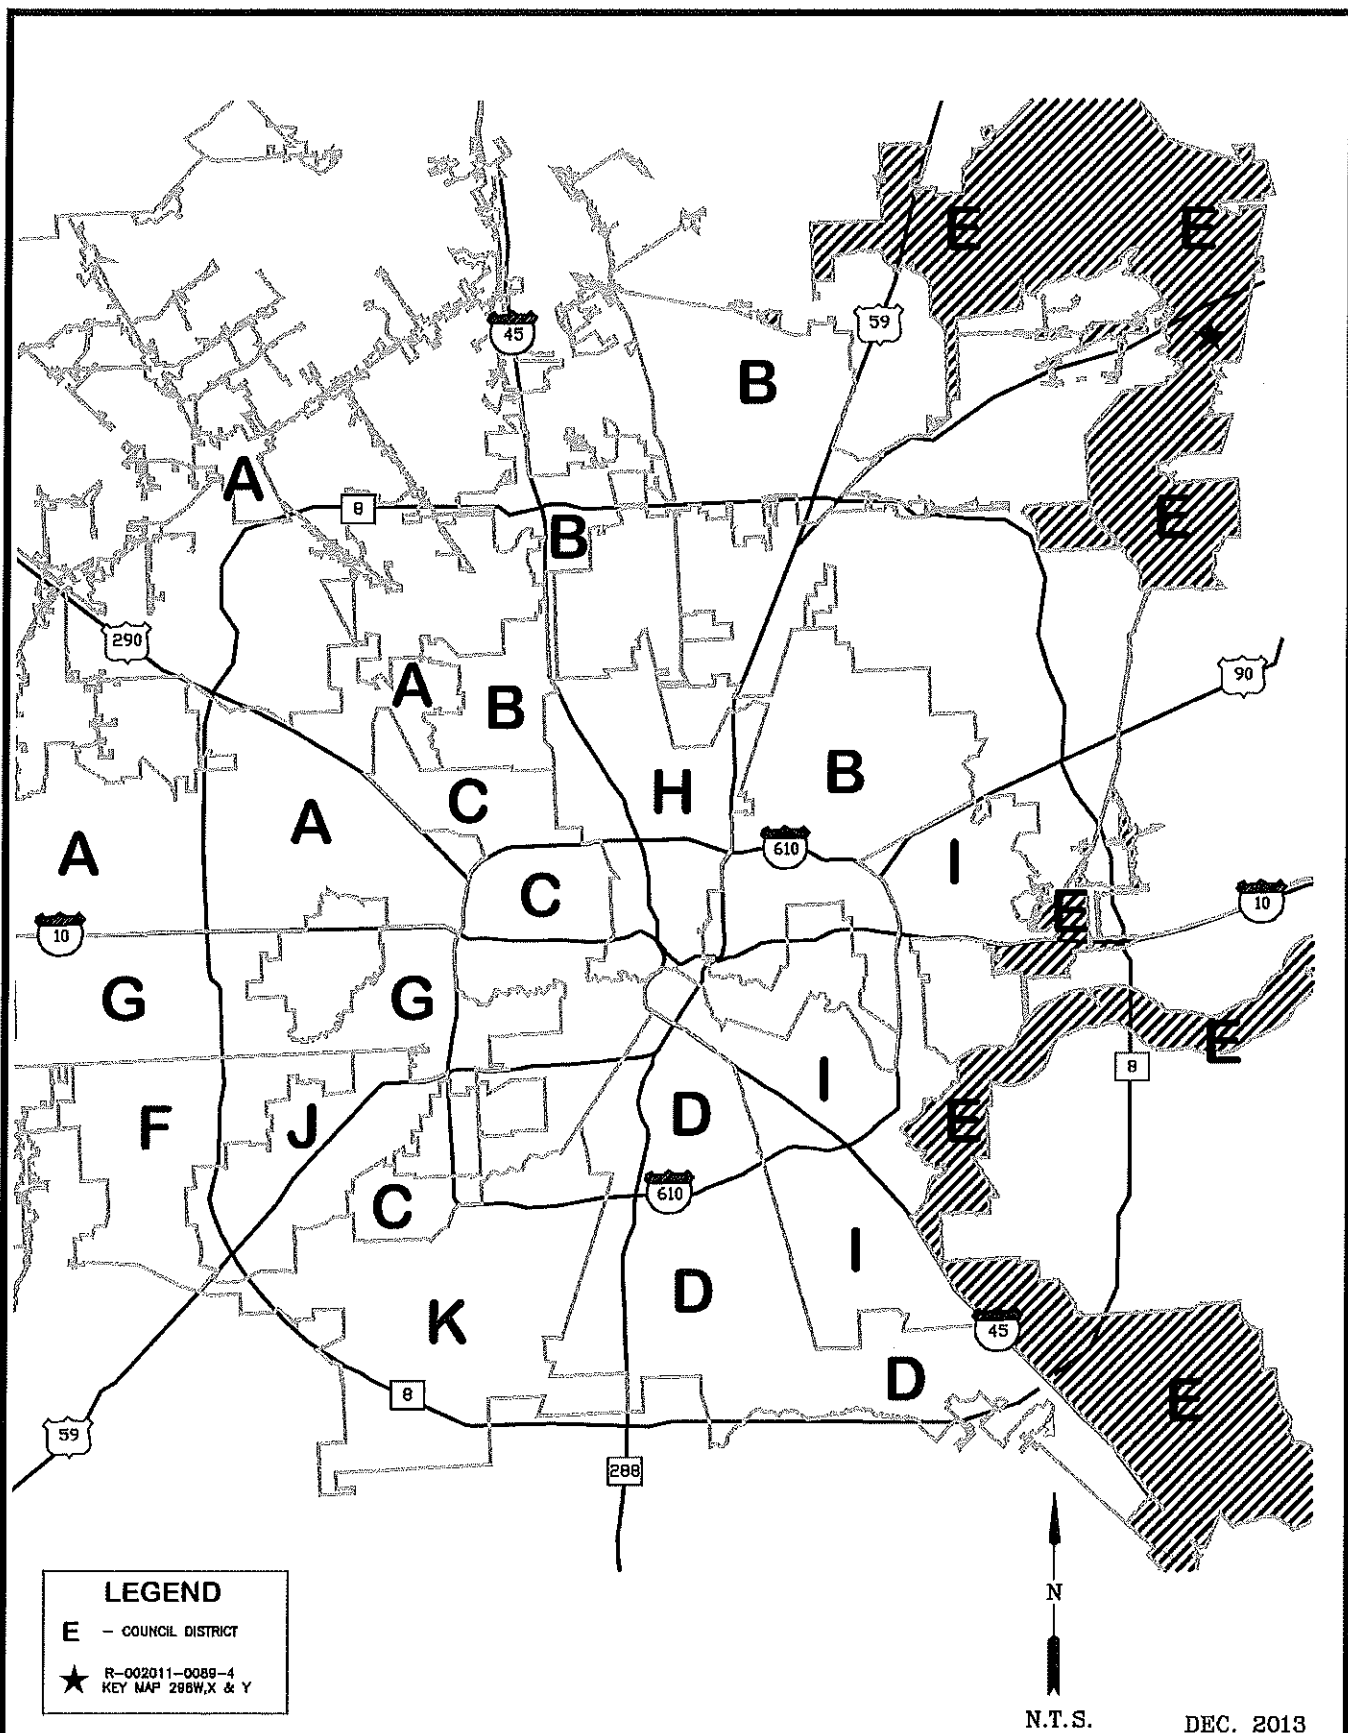 E E
45
59
B
A
8
B
E
290
90
A B
B
C H
A
A 610 I
C E 10
10
G G
E
8
I
F J D E
C 610
I
D
K
45
D
8 E
59
288
LEGEND
E - COUNCIL DISTRICT
R-002011-0089-4
KEY MAP 296W,X & Y
N
N.T.S. DEC. 2013